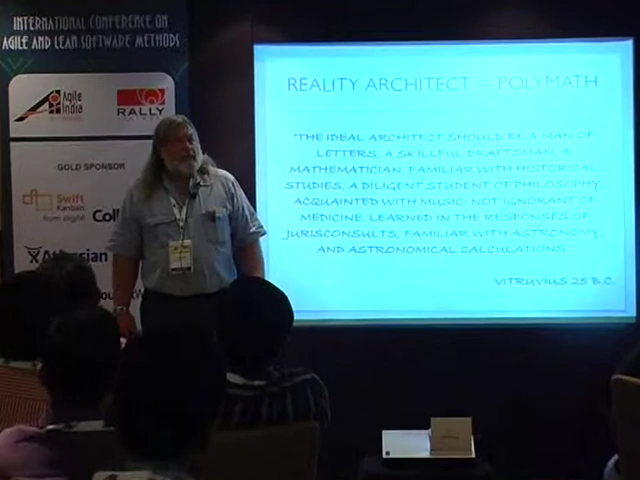 INTERNATIONAL CONFERENCE ON
AGILE AND LEAN SOFTWARE METHODS
Agile
India
RALLY
GOLD SPONSOR
Swift
Kanban
from digité
REALITY ARCHITECT = POLYMATH
"THE IDEAL ARCHITECT SHOULD BE A MAN OF
LETTERS, A SKILLFUL DRAFTSMAN, A
MATHEMATICIAN, FAMILIAR WITH HISTORICAL
STUDIES, A DILIGENT STUDENT OF PHILOSOPHY,
ACQUAINTED WITH MUSIC; NOT IGNORANT OF
MEDICINE, LEARNED IN THE RESPONSES OF
JURISCONSULTS, FAMILIAR WITH ASTRONOMY,
AND ASTRONOMICAL CALCULATIONS."
VITRUVIUS 25 B.C.